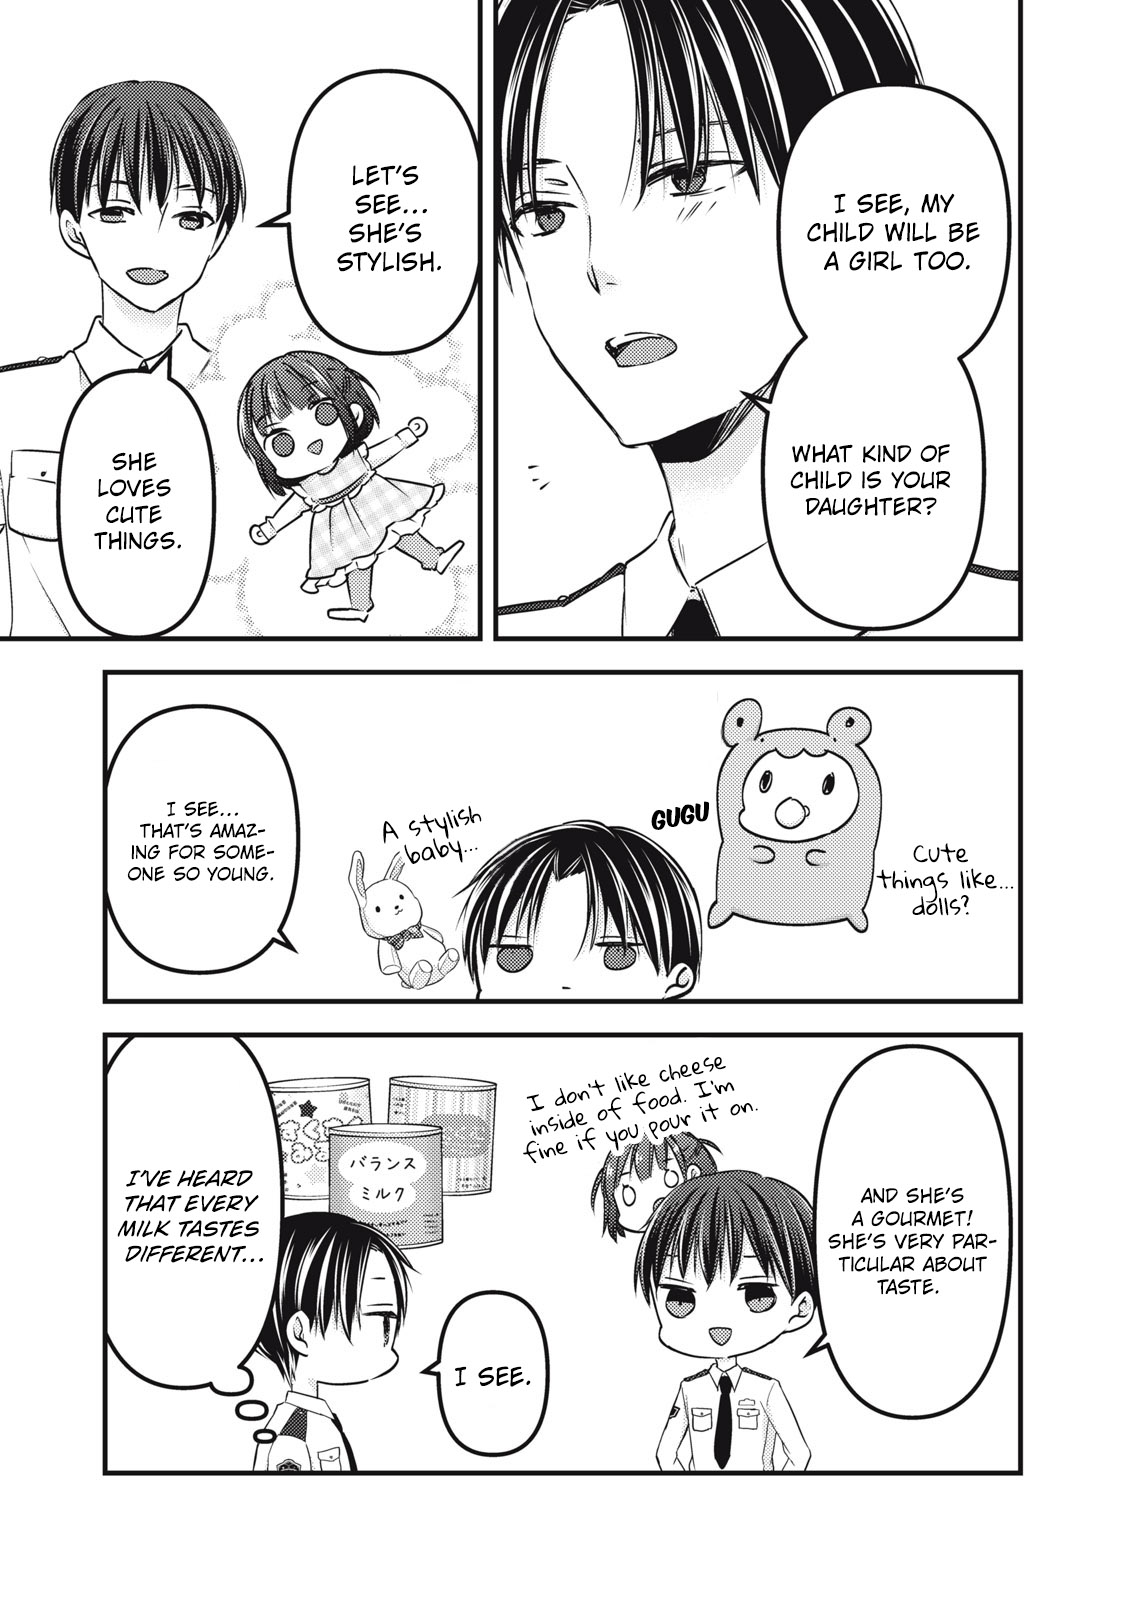 I SEE, MY
CHILD WILL BE
A GIRL TOO.
WHAT KIND OF
CHILD IS YOUR
DAUGHTER?
LET'S
SEE...
SHE'S
STYLISH.
SHE
LOVES
CUTE
THINGS.
Cute
things like...
dolls?
GUGU
A stylish
baby...
I SEE...
THAT'S AMAZ-
ING FOR SOME-
ONE SO YOUNG.
AND SHE'S
A GOURMET!
SHE'S VERY PAR-
TICULAR ABOUT
TASTE.
I don't like cheese
inside of food. I'm
fine if you pour it on.
I SEE.
バランス
ミルク
I'VE HEARD
THAT EVERY
MILK TASTES
DIFFERENT...